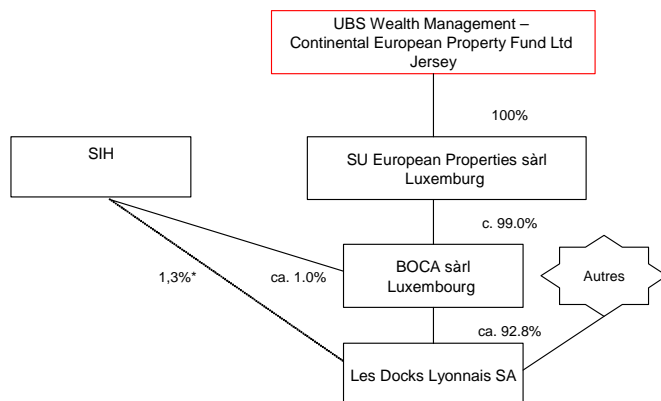 UBS Wealth Management –
Continental European Property Fund Ltd
Jersey
100%
SIH
SU European Properties sàrl
Luxemburg
c. 99.0%
1,3%*
ca. 1.0%
BOCA sàrl
Luxembourg
Autres
ca. 92.8%
Les Docks Lyonnais SA